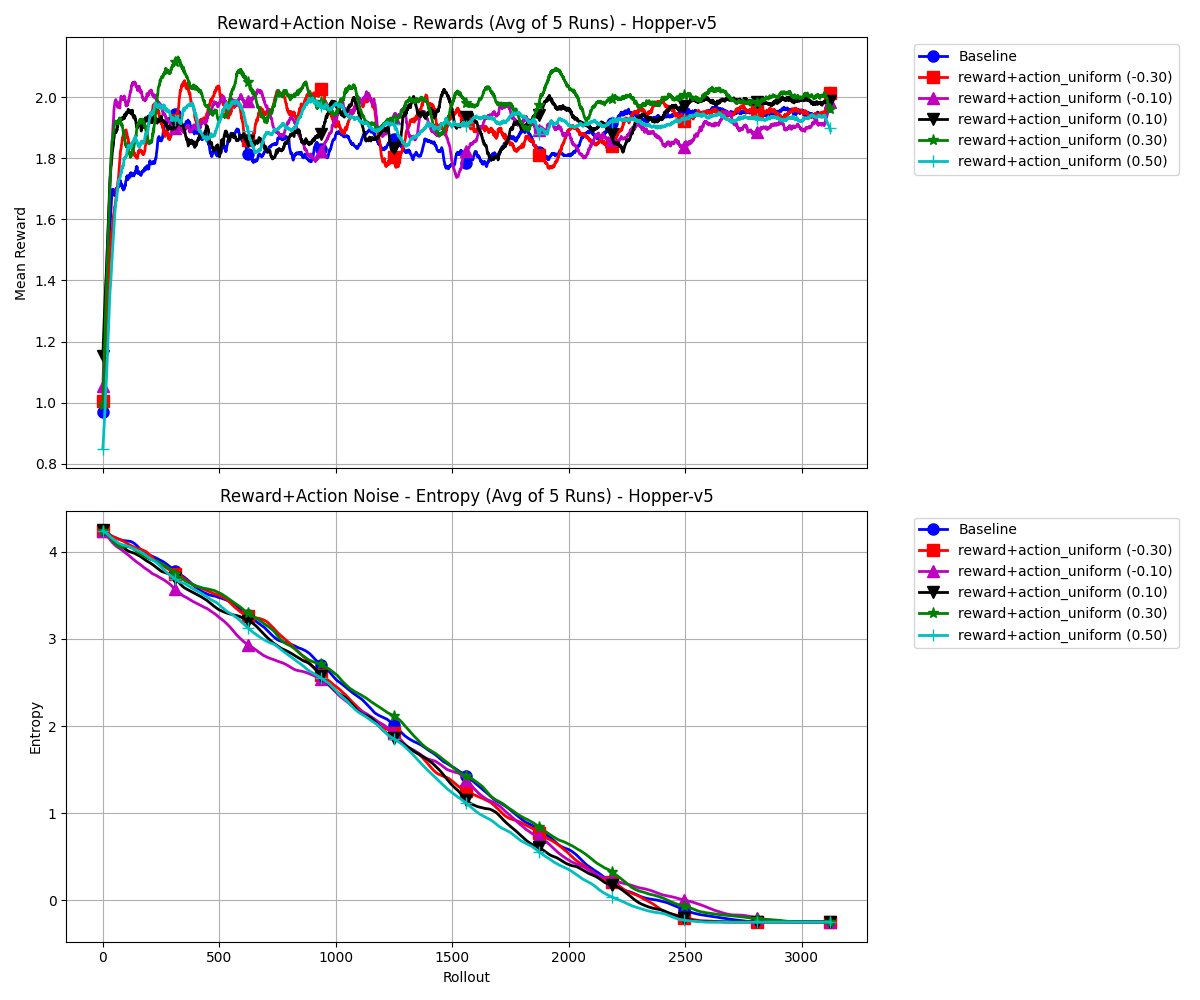 Reward+Action Noise - Rewards (Avg of 5 Runs) - Hopper-v5
Mean Reward
2.0
1.8
1.6
1.4
1.2
1.0
0.8
Baseline
reward+action_uniform (-0.30)
reward+action_uniform (-0.10)
reward+action_uniform (0.10)
reward+action_uniform (0.30)
reward+action_uniform (0.50)
Reward+Action Noise - Entropy (Avg of 5 Runs) - Hopper-v5
Entropy
4
3
2
1
0
0 500 1000 1500 2000 2500 3000
Rollout
Baseline
reward+action_uniform (-0.30)
reward+action_uniform (-0.10)
reward+action_uniform (0.10)
reward+action_uniform (0.30)
reward+action_uniform (0.50)